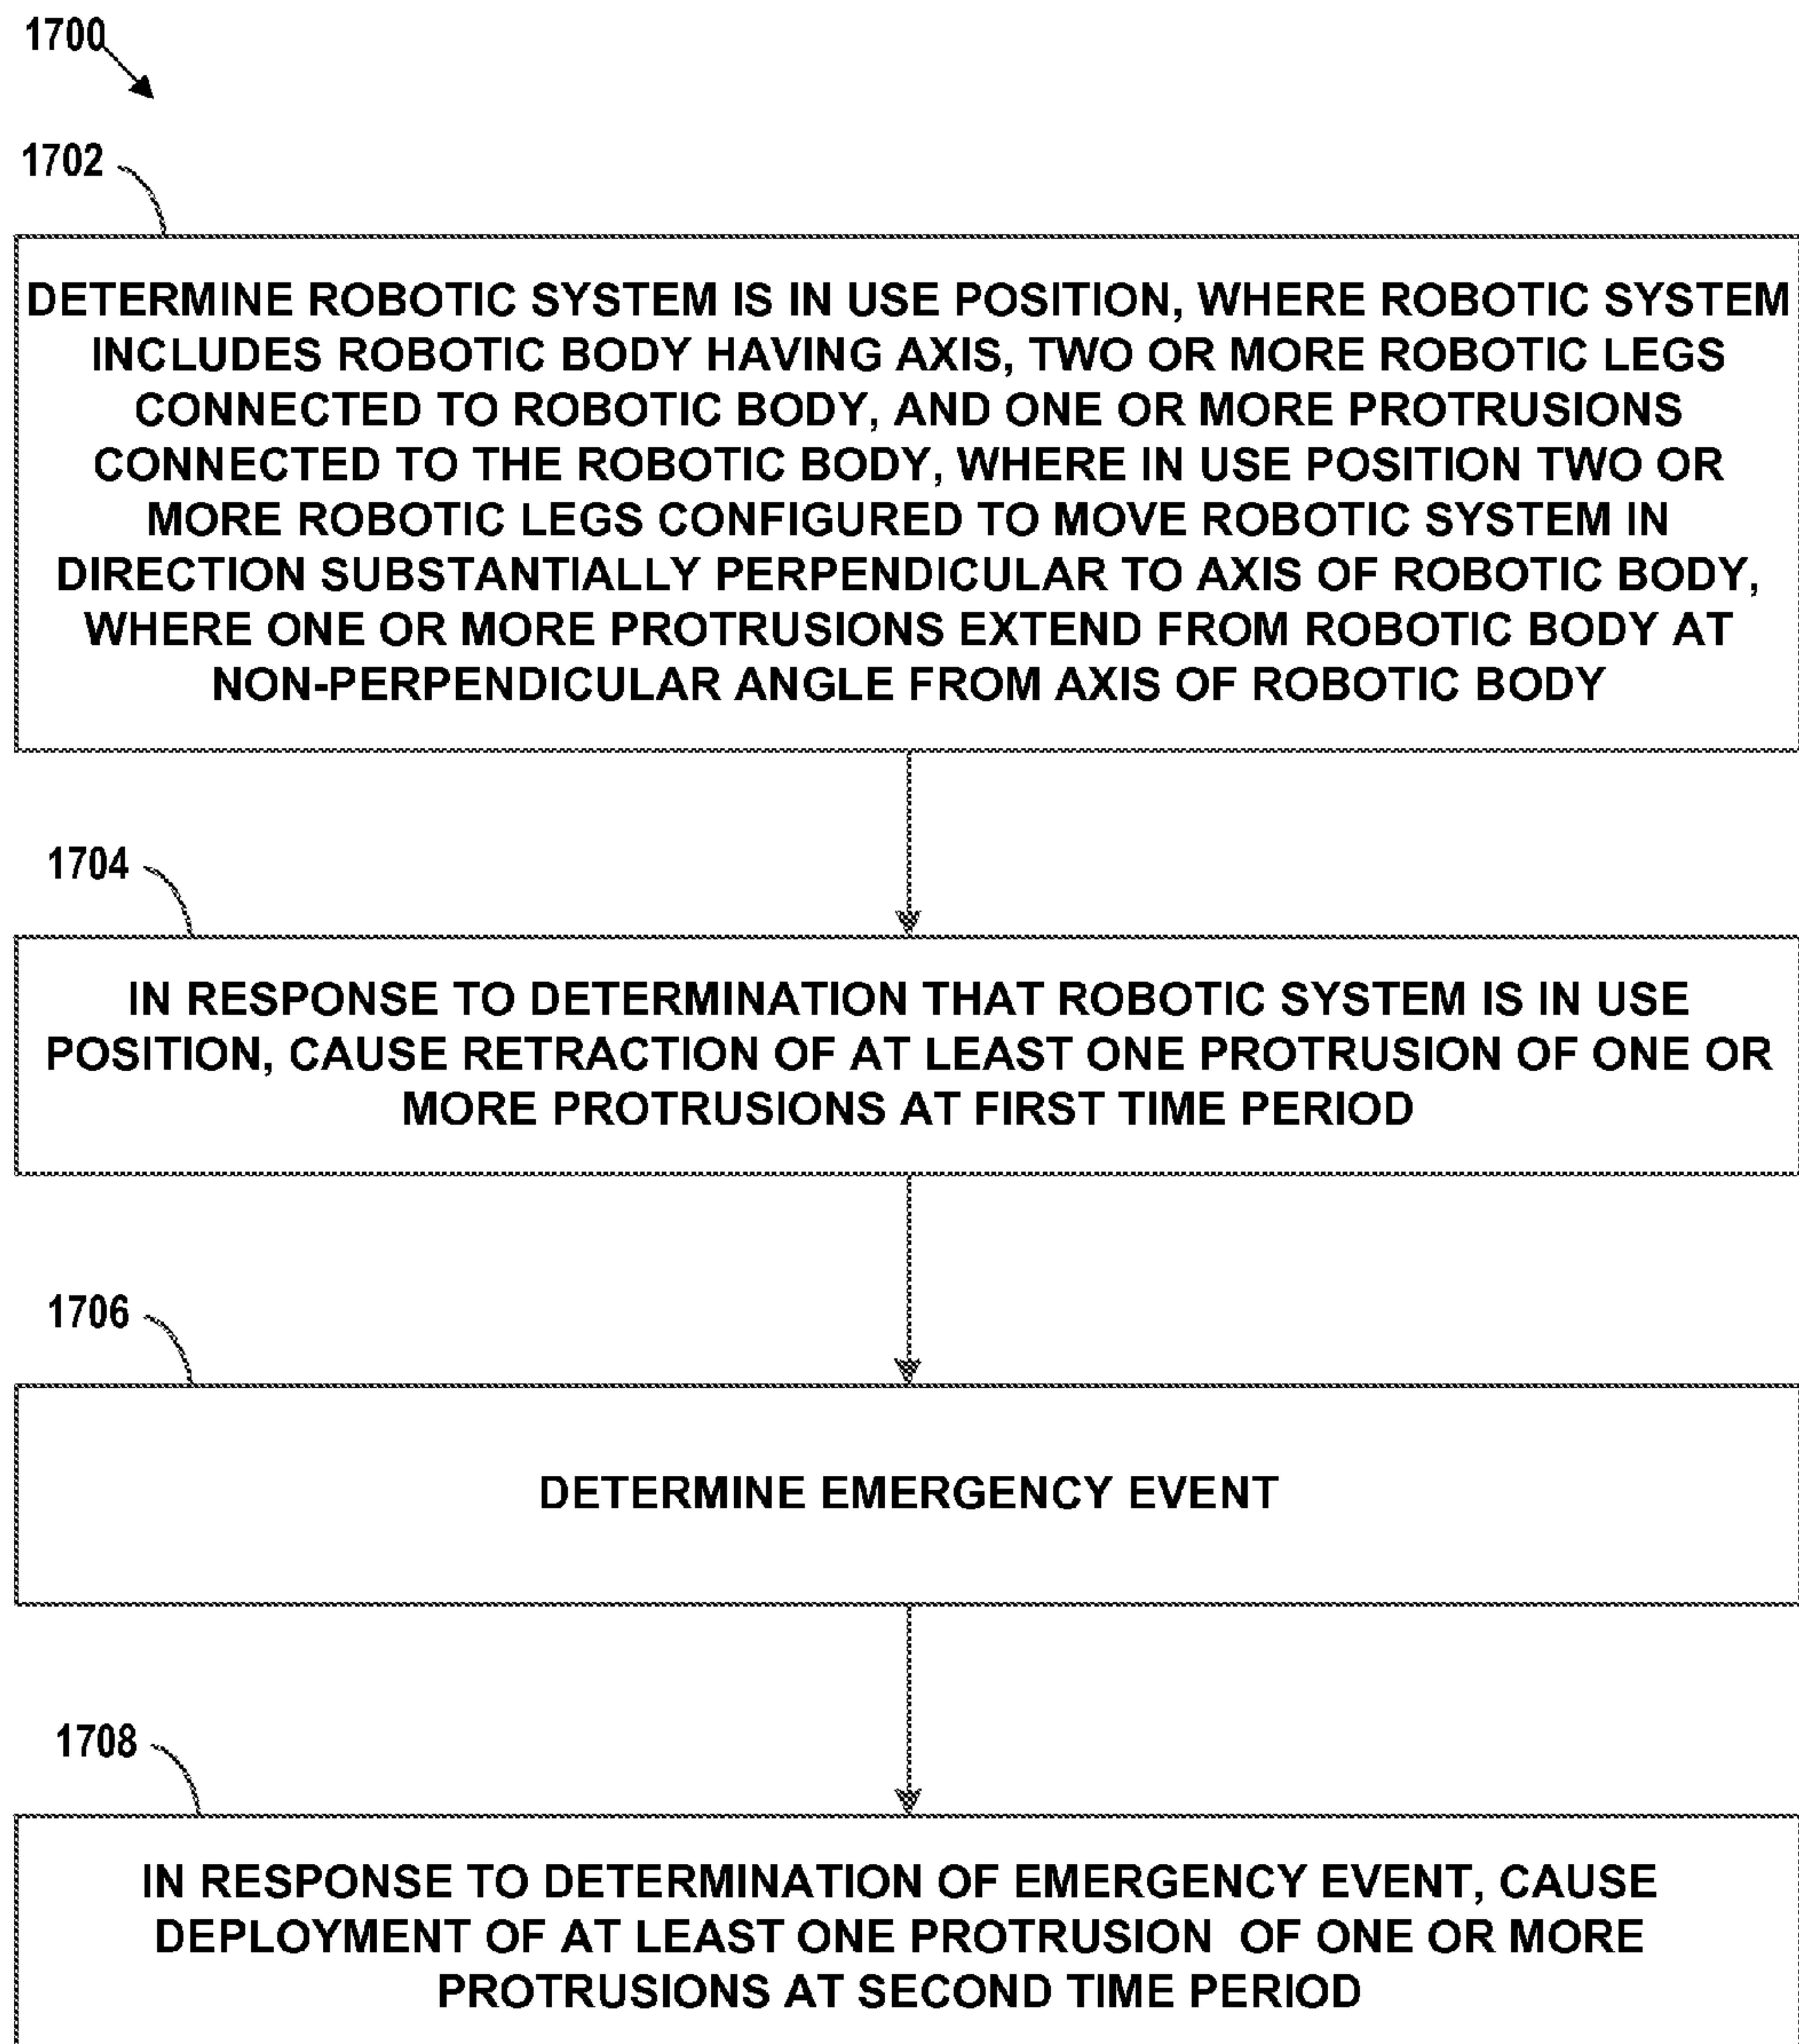 1700
1702
DETERMINE ROBOTIC SYSTEM IS IN USE POSITION, WHERE ROBOTIC SYSTEM
INCLUDES ROBOTIC BODY HAVING AXIS, TWO OR MORE ROBOTIC LEGS
CONNECTED TO ROBOTIC BODY, AND ONE OR MORE PROTRUSIONS
CONNECTED TO THE ROBOTIC BODY, WHERE IN USE POSITION TWO OR
MORE ROBOTIC LEGS CONFIGURED TO MOVE ROBOTIC SYSTEM IN
DIRECTION SUBSTANTIALLY PERPENDICULAR TO AXIS OF ROBOTIC BODY,
WHERE ONE OR MORE PROTRUSIONS EXTEND FROM ROBOTIC BODY AT
NON-PERPENDICULAR ANGLE FROM AXIS OF ROBOTIC BODY
1704
IN RESPONSE TO DETERMINATION THAT ROBOTIC SYSTEM IS IN USE
POSITION, CAUSE RETRACTION OF AT LEAST ONE PROTRUSION OF ONE OR
MORE PROTRUSIONS AT FIRST TIME PERIOD
1706
DETERMINE EMERGENCY EVENT
1708
IN RESPONSE TO DETERMINATION OF EMERGENCY EVENT, CAUSE
DEPLOYMENT OF AT LEAST ONE PROTRUSION OF ONE OR MORE
PROTRUSIONS AT SECOND TIME PERIOD